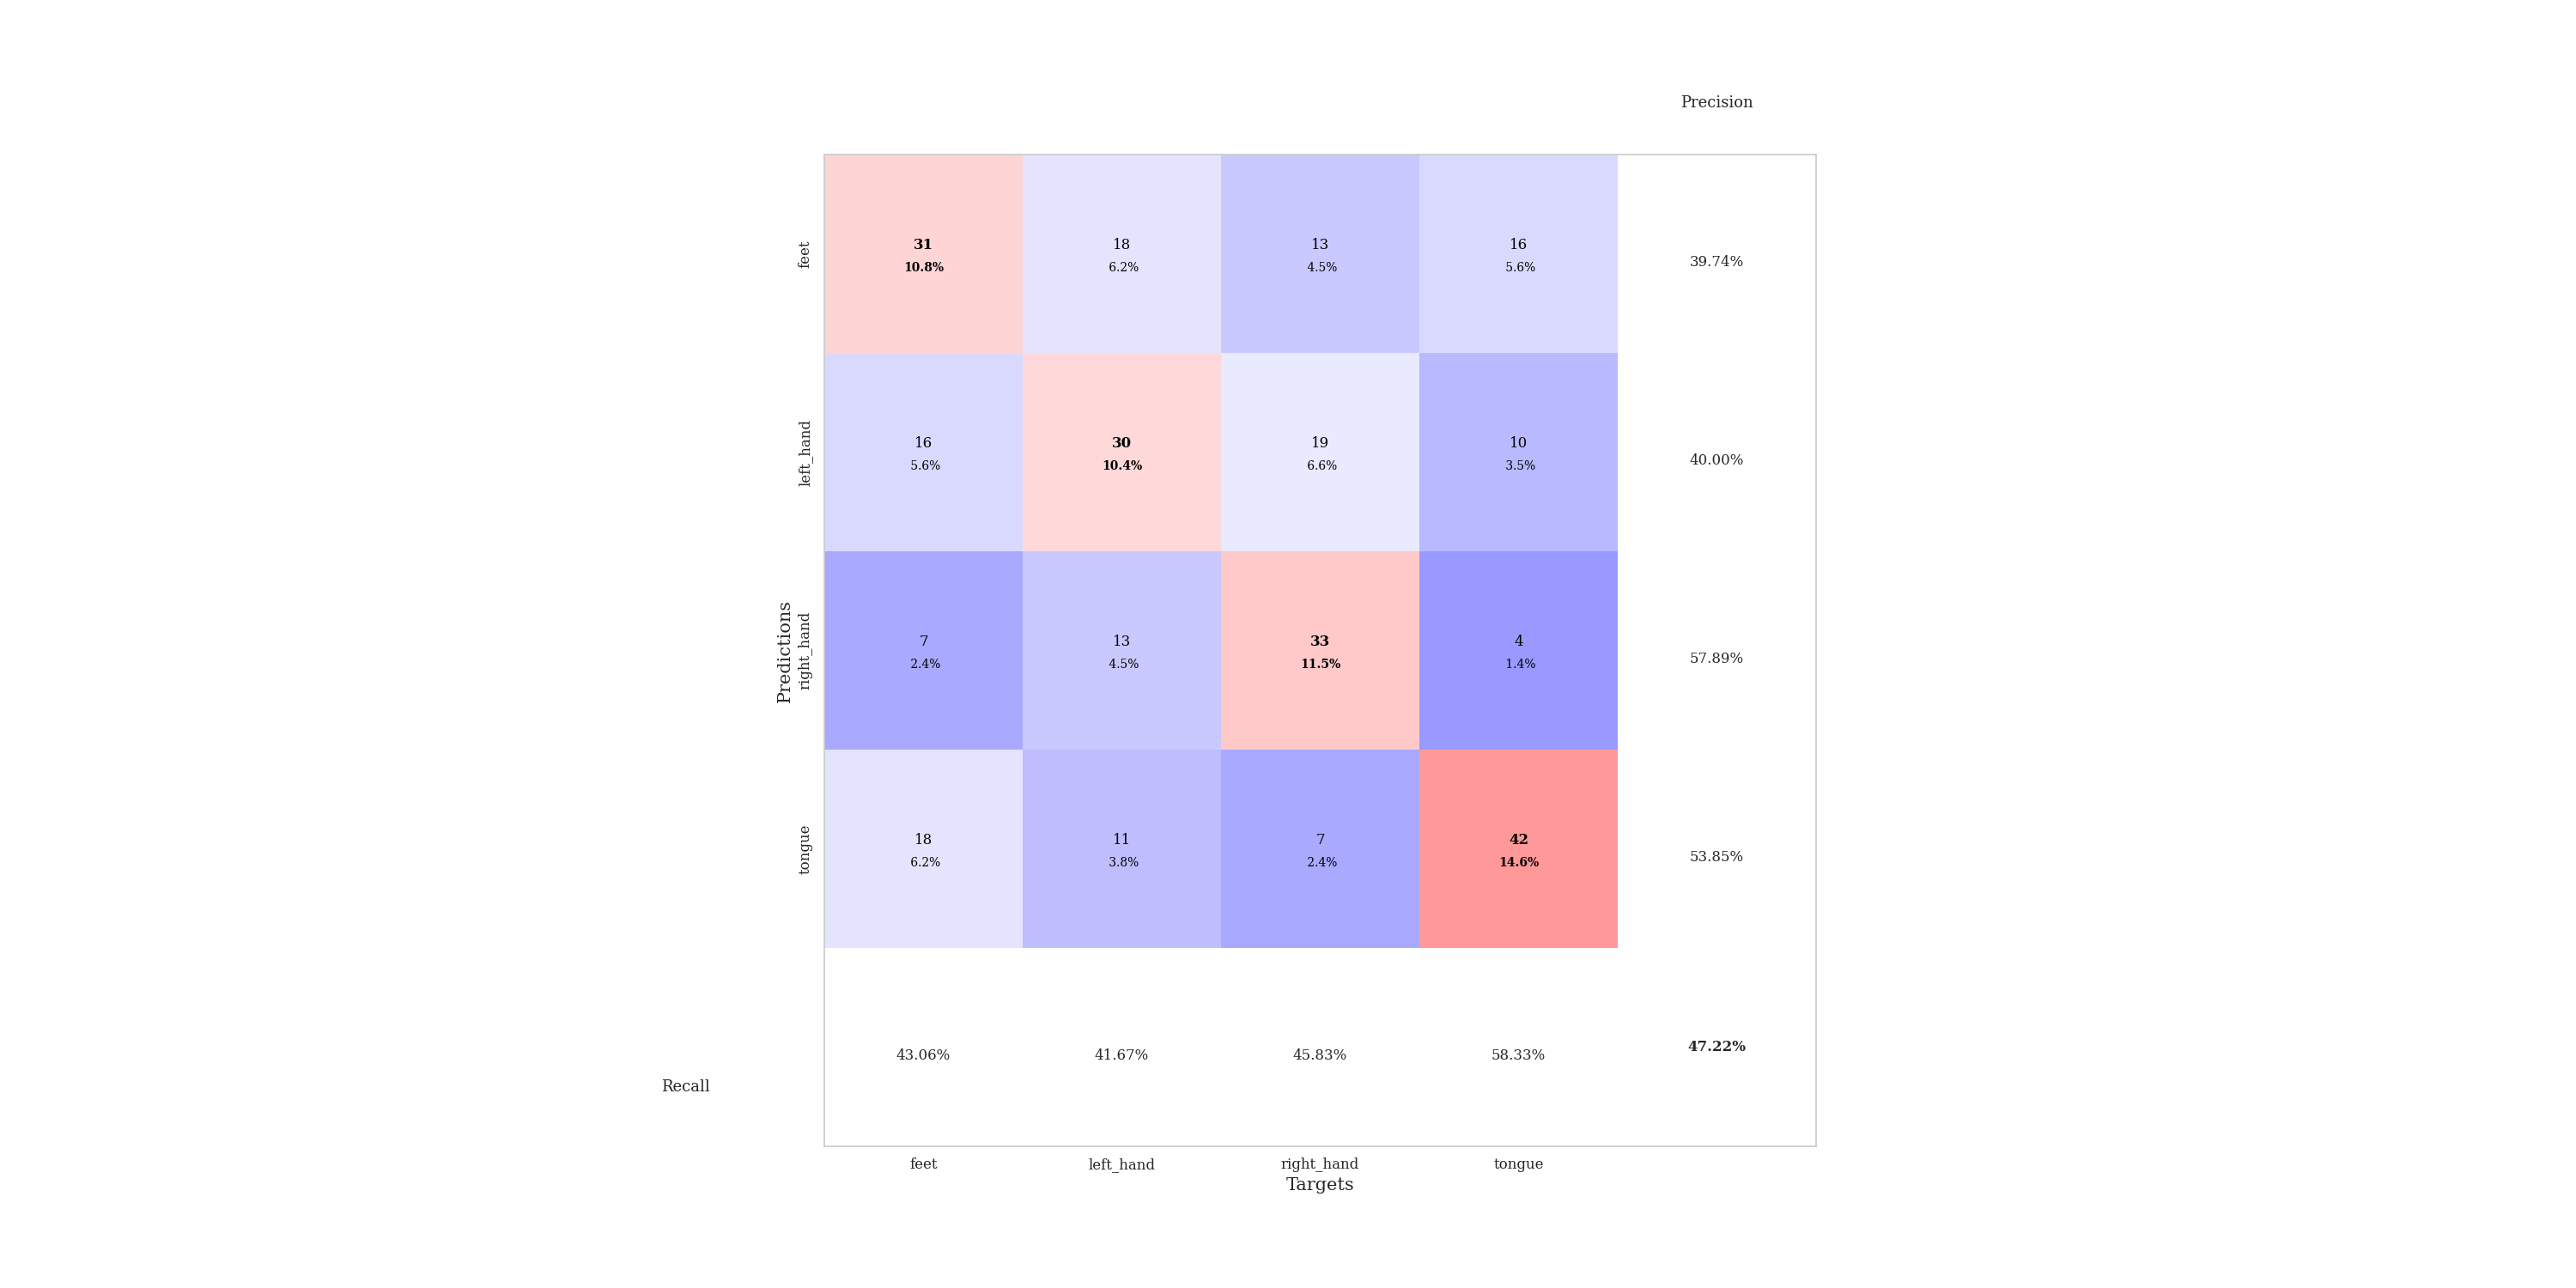 Precision
31 18 13 16
10.8% 6.2% 4.5% 5.6%
39.74%
feet
16 30 19 10
5.6% 10.4% 6.6% 3.5%
40.00%
left_hand
7 13 33 4
2.4% 4.5% 11.5% 1.4%
57.89%
right_hand
Predictions
18 11 7 42
6.2% 3.8% 2.4% 14.6%
53.85%
tongue
43.06% 41.67% 45.83% 58.33% 47.22%
Recall
feet left_hand right_hand tongue
Targets